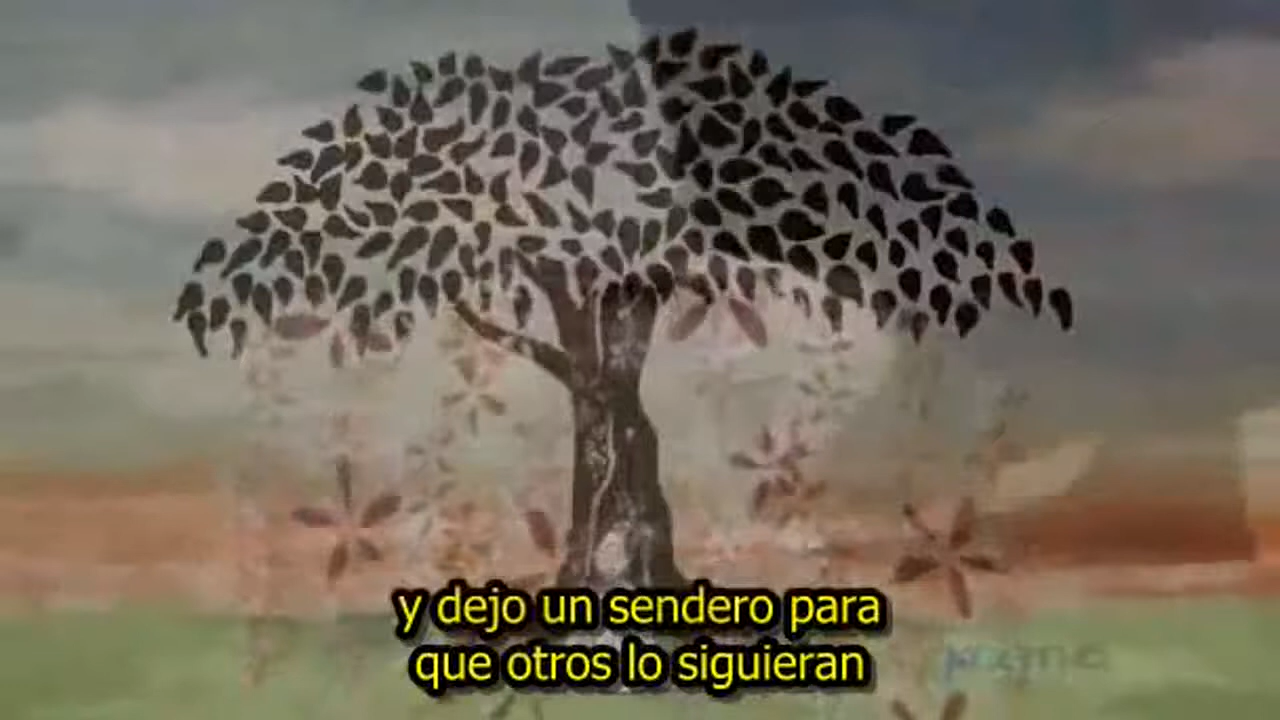 y dejo un sendero para
que otros lo siguieran